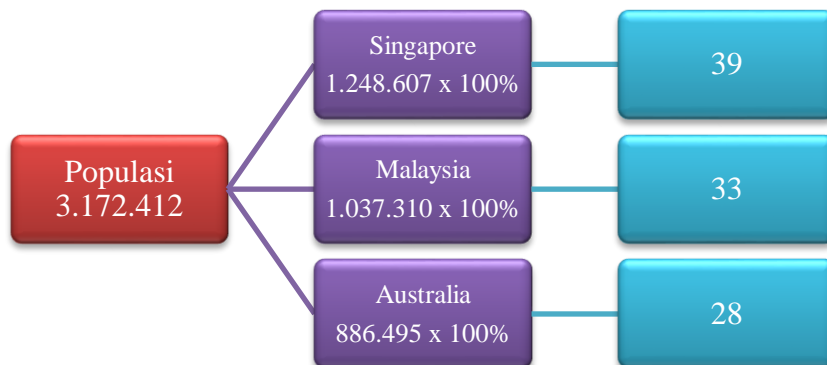 Populasi
3.172.412
Singapore
1.248.607 x 100%
39
Malaysia
1.037.310 x 100%
33
Australia
886.495 x 100%
28